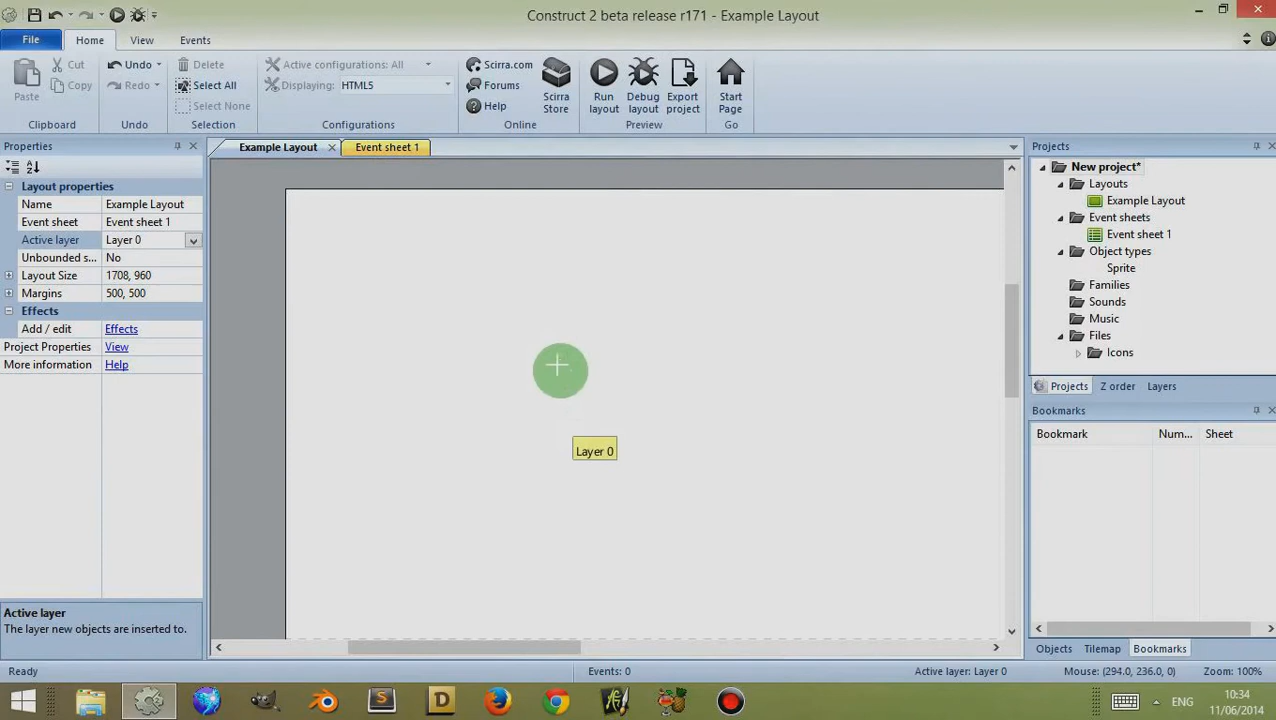 Construct 2 beta release r171 - Example Layout
File Home View Events
Paste Cut Copy Clipboard
Undo Redo Undo
Delete Select All Select None Selection
Active configurations: All
Displaying: HTML5
Configurations
Scirra.com Forums Help Scirra Store Online
Run layout Debug layout Export project Preview
Start Page Go
Properties
Layout properties
Name Example Layout
Event sheet Event sheet 1
Active layer Layer 0
Unbounded s... No
Layout Size 1708, 960
Margins 500, 500
Effects
Add / edit Effects
Project Properties View
More information Help
Active layer
The layer new objects are inserted to.
Example Layout Event sheet 1
Layer 0
Projects
New project*
Layouts
Example Layout
Event sheets
Event sheet 1
Object types
Sprite
Families
Sounds
Music
Files
Icons
Projects Z order Layers
Bookmarks
Bookmark Num... Sheet
Objects Tilemap Bookmarks
Ready Events: 0 Active layer: Layer 0 Mouse: (294.0, 236.0, 0) Zoom: 100%
S D ENG 10:34
11/06/2014